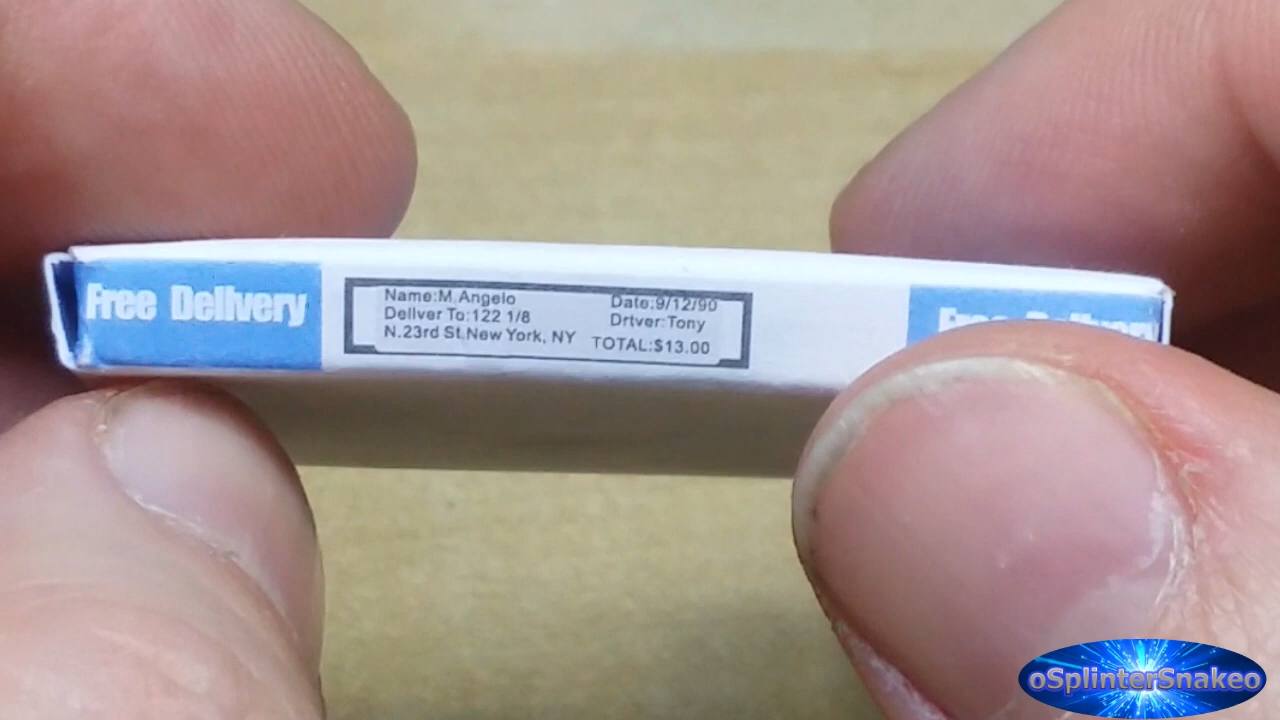 Free Delivery
Name:M.Angelo
Deliver To:122 1/8
N.23rd St.New York, NY
Date:9/12/90
Drtver:Tony
TOTAL:$13.00
Free Delivery
oSplinterSnakeo